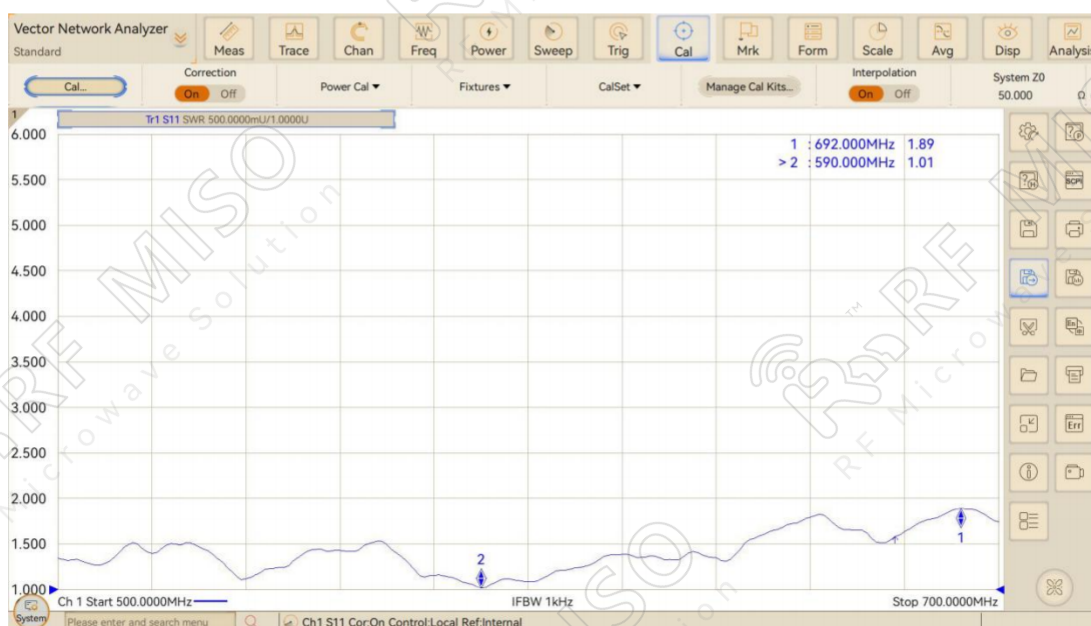 Vector Network Analyzer
Standard
Meas Trace Chan Freq Power Sweep Trig Cal Mrk Form Scale Avg Disp Analysis
Cal...
Correction
On Off
Power Cal
Fixtures
CalSet
Manage Cal Kits...
Interpolation
On Off
System Z0
50.000 Ω
1
Tr1 S11 SWR 500.0000mU/1.0000U
1 :692.000MHz 1.89
>2 :590.000MHz 1.01
6.000
5.500
5.000
4.500
4.000
3.500
3.000
2.500
2.000
1.500
1.000
2
1
SCPI
En
Err
Ch 1 Start 500.0000MHz
IFBW 1kHz
Stop 700.0000MHz
System
Please enter and search menu
Ch1 S11 Cor:On Control:Local Ref:Internal
RF MISO
Microwave Solution
RF MISO
RF Microwave
TM